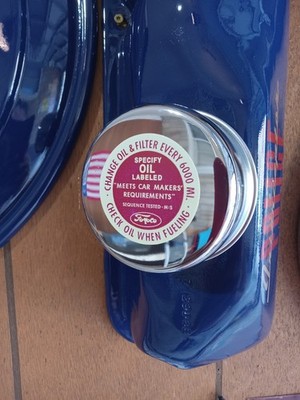 · CHANGE OIL & FILTER EVERY 6000 MI. ·
SPECIFY
OIL
LABELED
"MEETS CAR MAKERS'
REQUIREMENTS"
SEQUENCE TESTED-M-S
FoMoCo
CHECK OIL WHEN FUELING